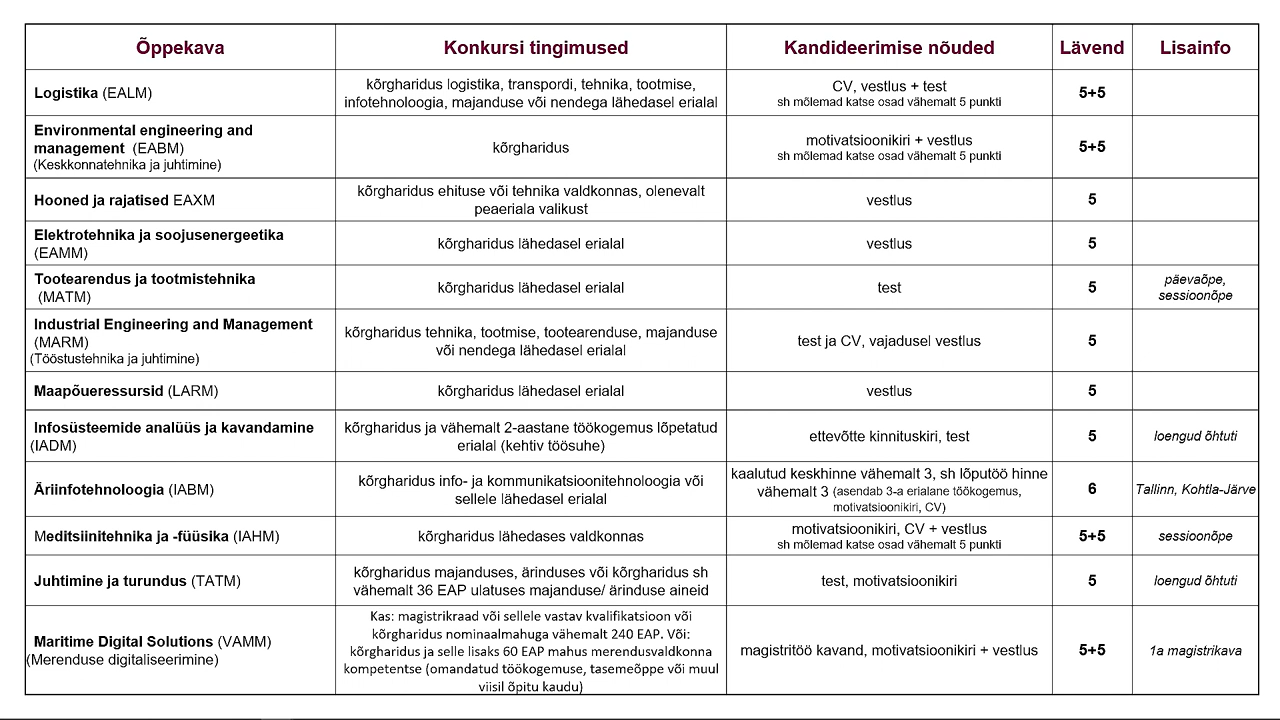 Õppekava
Konkursi tingimused
Kandideerimise nõuded
Lävend
Lisainfo
Logistika (EALM)
kõrgharidus logistika, transpordi, tehnika, tootmise,
infotehnoloogia, majanduse või nendega lähedasel erialal
CV, vestlus + test
sh mõlemad katse osad vähemalt 5 punkti
5+5
Environmental engineering and
management (EABM)
(Keskkonnatehnika ja juhtimine)
kõrgharidus
motivatsioonikiri + vestlus
sh mõlemad katse osad vähemalt 5 punkti
5+5
Hooned ja rajatised EAXM
kõrgharidus ehituse või tehnika valdkonnas, olenevalt
peaeriala valikust
vestlus
5
Elektrotehnika ja soojusenergeetika
(EAMM)
kõrgharidus lähedasel erialal
vestlus
5
Tootearendus ja tootmistehnika
(MATM)
kõrgharidus lähedasel erialal
test
5
päevaõpe,
sessioonõpe
Industrial Engineering and Management
(MARM)
(Tööstustehnika ja juhtimine)
kõrgharidus tehnika, tootmise, tootearenduse, majanduse
või nendega lähedasel erialal
test ja CV, vajadusel vestlus
5
Maapõueressursid (LARM)
kõrgharidus lähedasel erialal
vestlus
5
Infosüsteemide analüüs ja kavandamine
(IADM)
kõrgharidus ja vähemalt 2-aastane töökogemus lõpetatud
erialal (kehtiv töösuhe)
ettevõtte kinnituskiri, test
5
loengud õhtuti
Äriinfotehnoloogia (IABM)
kõrgharidus info- ja kommunikatsioonitehnoloogia või
sellele lähedasel erialal
kaalutud keskhinne vähemalt 3, sh lõputöö hinne
vähemalt 3 (asendab 3-a erialane töökogemus,
motivatsioonikiri, CV)
6
Tallinn, Kohtla-Järve
Meditsiinitehnika ja -füüsika (IAHM)
kõrgharidus lähedases valdkonnas
motivatsioonikiri, CV + vestlus
sh mõlemad katse osad vähemalt 5 punkti
5+5
sessioonõpe
Juhtimine ja turundus (TATM)
kõrgharidus majanduses, ärinduses või kõrgharidus sh
vähemalt 36 EAP ulatuses majanduse/ ärinduse aineid
test, motivatsioonikiri
5
loengud õhtuti
Maritime Digital Solutions (VAMM)
(Merenduse digitaliseerimine)
Kas: magistrikraad või sellele vastav kvalifikatsioon või
kõrgharidus nominaalmahuga vähemalt 240 EAP. Või:
kõrgharidus ja selle lisaks 60 EAP mahus merendusvaldkonna
kompetentse (omandatud töökogemuse, tasemeõppe või muul
viisil õpitu kaudu)
magistritöö kavand, motivatsioonikiri + vestlus
5+5
1a magistrikava